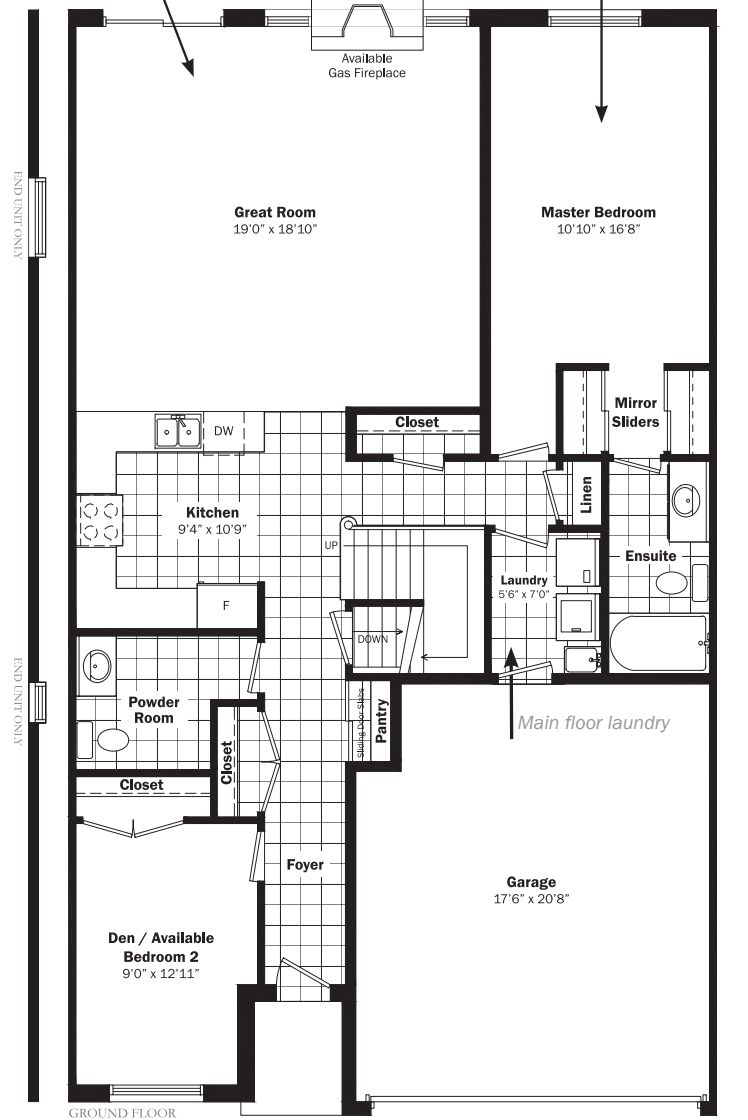 Available
Gas Fireplace
END UNIT ONLY
Great Room
19'0" x 18'10"
Master Bedroom
10'10" x 16'8"
Mirror
Sliders
Closet
DW
Kitchen
9'4" x 10'9"
Linen
UP
Ensuite
Laundry
5'6" x 7'0"
F
DOWN
END UNIT ONLY
Powder
Room
Sliding Door Slabs
Pantry
Main floor laundry
Closet
Closet
Foyer
Garage
17'6" x 20'8"
Den / Available
Bedroom 2
9'0" x 12'11"
GROUND FLOOR